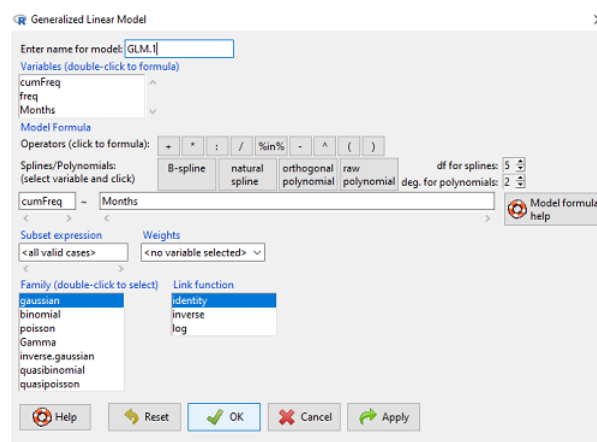 Generalized Linear Model
Enter name for model: GLM.1
Variables (double-click to formula)
cumFreq
freq
Months
Model Formula
Operators (click to formula): + * : / %in% - ^ ( )
Splines/Polynomials:
(select variable and click)
B-spline
natural
spline
orthogonal
polynomial
raw
polynomial
df for splines: 5
deg. for polynomials: 2
cumFreq ~ Months
Model formula
help
Subset expression
<all valid cases>
Weights
<no variable selected>
Family (double-click to select)
gaussian
binomial
poisson
Gamma
inverse.gaussian
quasibinomial
quasipoisson
Link function
identity
inverse
log
Help
Reset
OK
Cancel
Apply